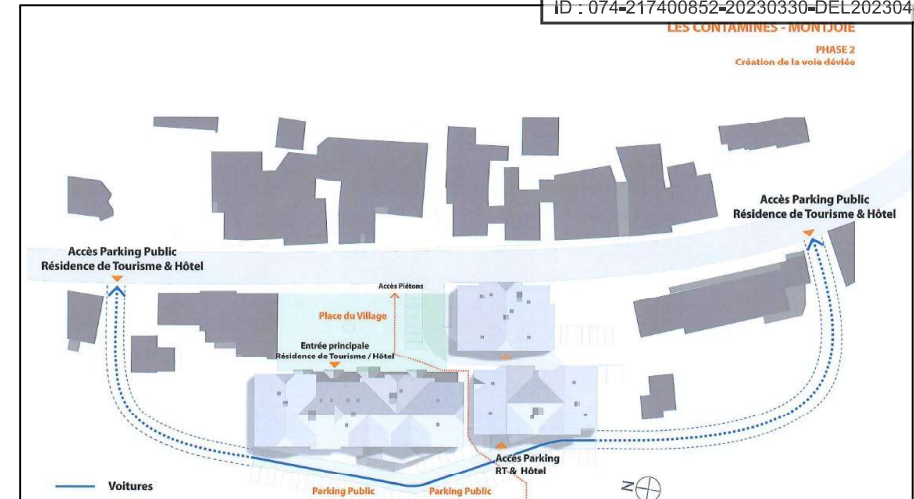 ID : 074-217400852-20230330-DEL202304
LES CONTAMINES - MONTJOIE
PHASE 2
Création de la voie déviée
Accès Parking Public
Résidence de Tourisme & Hôtel
Accès Parking Public
Résidence de Tourisme & Hôtel
Accès Piétons
Place du Village
Entrée principale
Résidence de Tourisme / Hôtel
Accès Parking
RT & Hôtel
Voitures
Parking Public
Parking Public
N